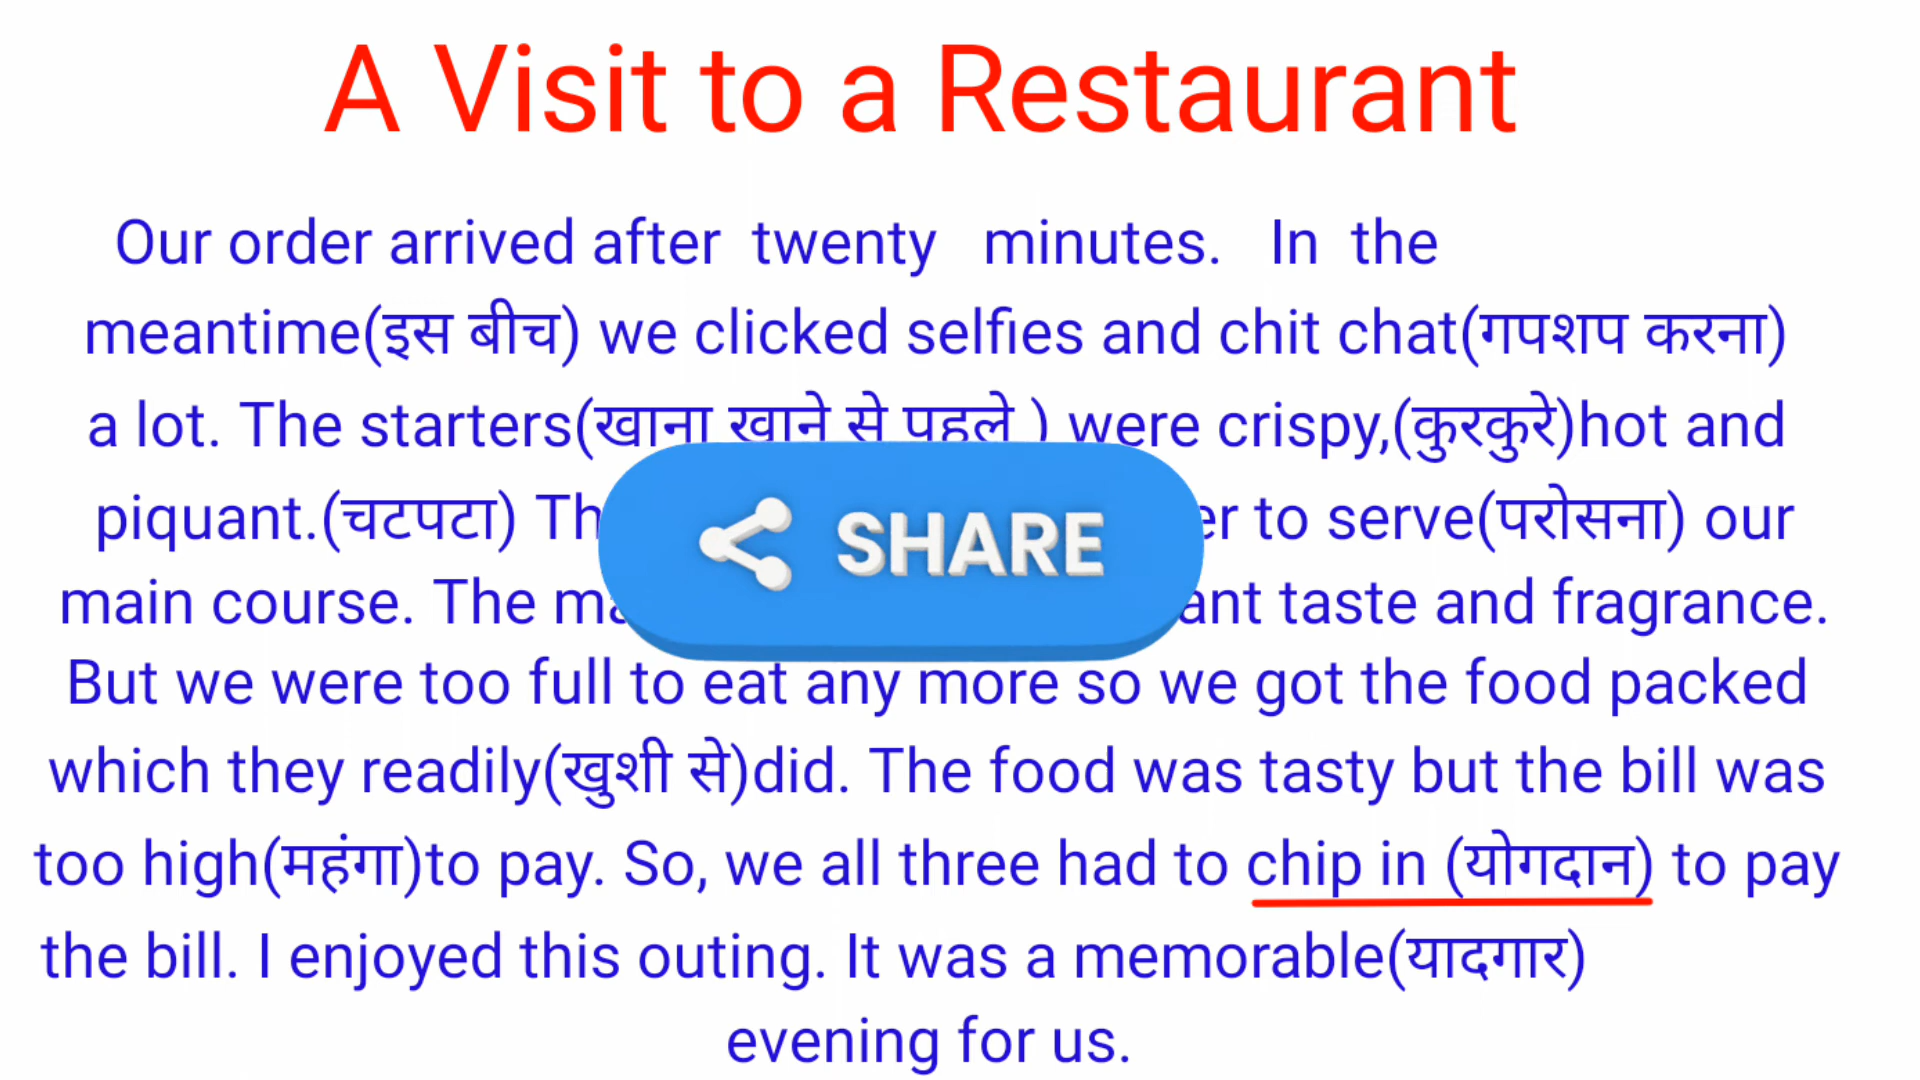 A Visit to a Restaurant
Our order arrived after twenty minutes. In the
meantime(इस बीच) we clicked selfies and chit chat(गपशप करना)
a lot. The starters(खाना खाने से पहले ) were crispy,(कुरकुरे)hot and
piquant.(चटपटा) to serve(परोसना) our
main course. The taste and fragrance.
SHARE
But we were too full to eat any more so we got the food packed
which they readily(खुशी से)did. The food was tasty but the bill was
too high(महंगा)to pay. So, we all three had to chip in (योगदान) to pay
the bill. I enjoyed this outing. It was a memorable(यादगार)
evening for us.